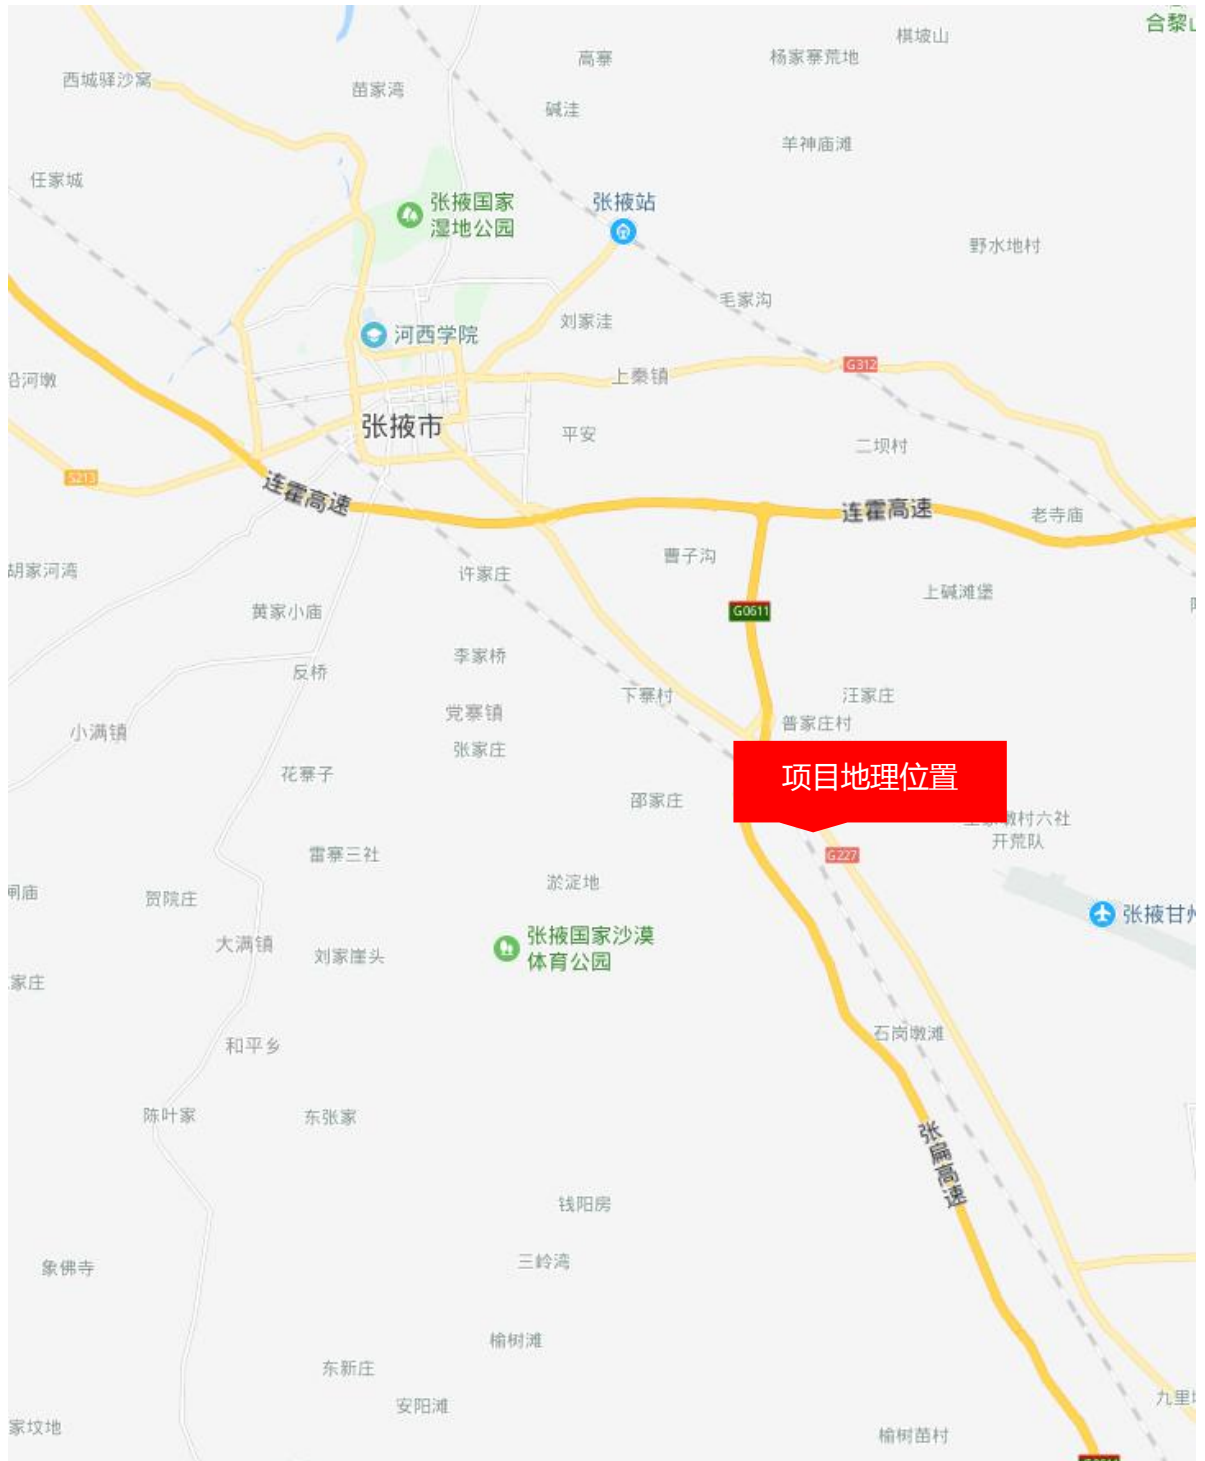 合黎山
棋坡山
高寨
杨家寨荒地
西城驿沙窝
苗家湾
碱洼
羊神庙滩
任家城
张掖国家
湿地公园
张掖站
野水地村
毛家沟
刘家洼
河西学院
G312
上秦镇
沿河墩
张掖市
平安
二坝村
S213
连霍高速
连霍高速
老寺庙
曹子沟
胡家河湾
许家庄
上碱滩堡
黄家小庙
G0611
李家桥
反桥
下寨村
汪家庄
党寨镇
普家庄村
小满镇
张家庄
花寨子
项目地理位置
邵家庄
墩村六社
开荒队
雷寨三社
G227
淤淀地
闸庙
贺院庄
张掖甘州
大满镇
刘家崖头
张掖国家沙漠
体育公园
家庄
石岗墩滩
和平乡
陈叶家
东张家
张扁高速
钱阳房
三岭湾
象佛寺
榆树滩
东新庄
安阳滩
九里
家坟地
榆树苗村